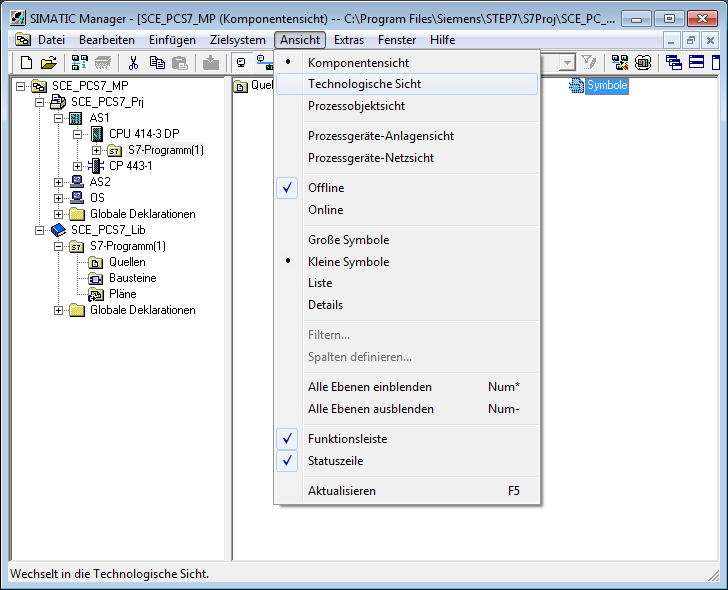 SIMATIC Manager - [SCE_PCS7_MP (Komponentensicht) -- C:\Program Files\Siemens\STEP7\S7Proj\SCE_PC_...
Datei Bearbeiten Einfügen Zielsystem Ansicht Extras Fenster Hilfe
SCE_PCS7_MP
SCE_PCS7_Prj
AS1
CPU 414-3 DP
S7-Programm(1)
CP 443-1
AS2
OS
Globale Deklarationen
SCE_PCS7_Lib
S7-Programm(1)
Quellen
Bausteine
Pläne
Globale Deklarationen
Quel
Symbole
Komponentensicht
Technologische Sicht
Prozessobjektsicht
Prozessgeräte-Anlagensicht
Prozessgeräte-Netzsicht
Offline
Online
Große Symbole
Kleine Symbole
Liste
Details
Filtern...
Spalten definieren...
Alle Ebenen einblenden Num*
Alle Ebenen ausblenden Num-
Funktionsleiste
Statuszeile
Aktualisieren F5
Wechselt in die Technologische Sicht.